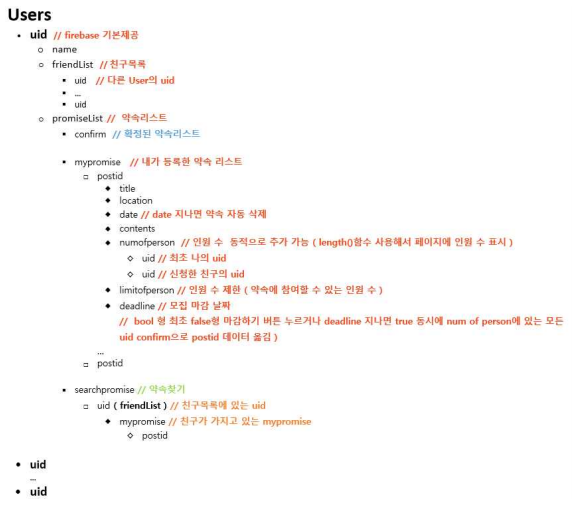 Users
uid // firebase 기본제공
name
friendList // 친구목록
uid // 다른 User의 uid
...
uid
promiseList // 약속리스트
confirm // 확정된 약속리스트
mypromise // 내가 등록한 약속 리스트
postid
title
location
date // date 지나면 약속 자동 삭제
contents
numofperson // 인원 수 동적으로 추가 가능 ( length()함수 사용해서 페이지에 인원 수 표시 )
uid // 최초 나의 uid
uid // 신청한 친구의 uid
limitofperson // 인원 수 제한 ( 약속에 참여할 수 있는 인원 수 )
deadline // 모집 마감 날짜
// bool 형 최초 false형 마감하기 버튼 누르거나 deadline 지나면 true 동시에 num of person에 있는 모든
uid confirm으로 postid 데이터 옮김 )
...
postid
searchpromise // 약속찾기
uid ( friendList ) // 친구목록에 있는 uid
mypromise // 친구가 가지고 있는 mypromise
postid
uid
...
uid